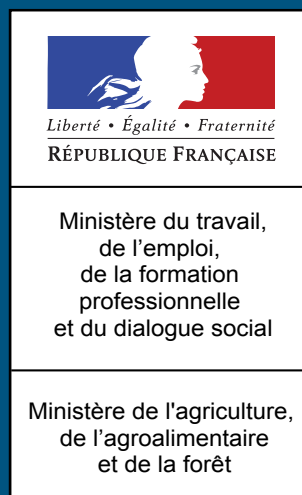 Liberté • Égalité • Fraternité
RÉPUBLIQUE FRANÇAISE
Ministère du travail,
de l’emploi,
de la formation
professionnelle
et du dialogue social
Ministère de l'agriculture,
de l’agroalimentaire
et de la forêt